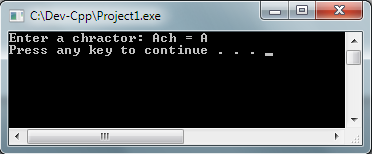 C:\Dev-Cpp\Project1.exe
Enter a chractor: Ach = A
Press any key to continue . . . _